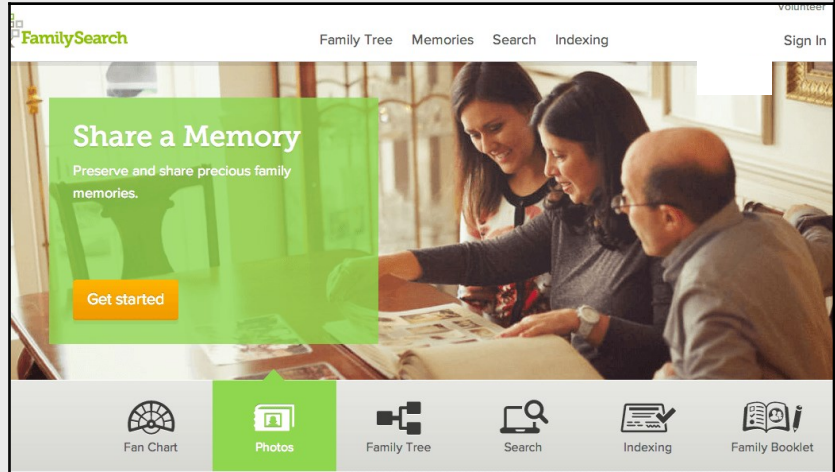 Volunteer
FamilySearch
Family Tree Memories Search Indexing Sign In
Share a Memory
Preserve and share precious family
memories.
Get started
Fan Chart Photos Family Tree Search Indexing Family Booklet